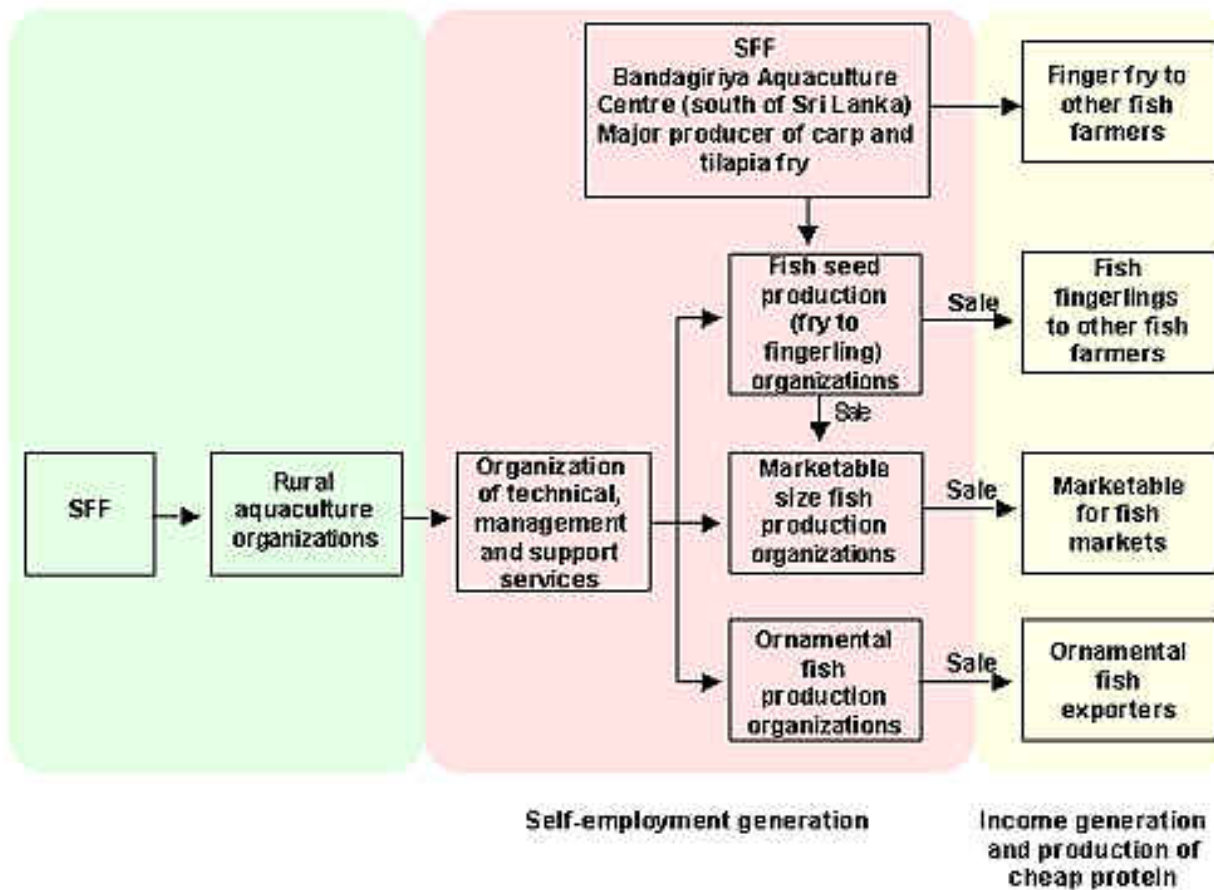 SFF
Bandagiriya Aquaculture
Centre (south of Sri Lanka)
Major producer of carp and
tilapia fry
Finger fry to
other fish
farmers
Fish seed
production
(fry to
fingerling)
organizations
Sale
Fish
fingerlings
to other fish
farmers
Sale
SFF
Rural
aquaculture
organizations
Organization
of technical,
management
and support
services
Marketable
size fish
production
organizations
Sale
Marketable
for fish
markets
Ornamental
fish
production
organizations
Sale
Ornamental
fish
exporters
Self-employment generation
Income generation
and production of
cheap protein